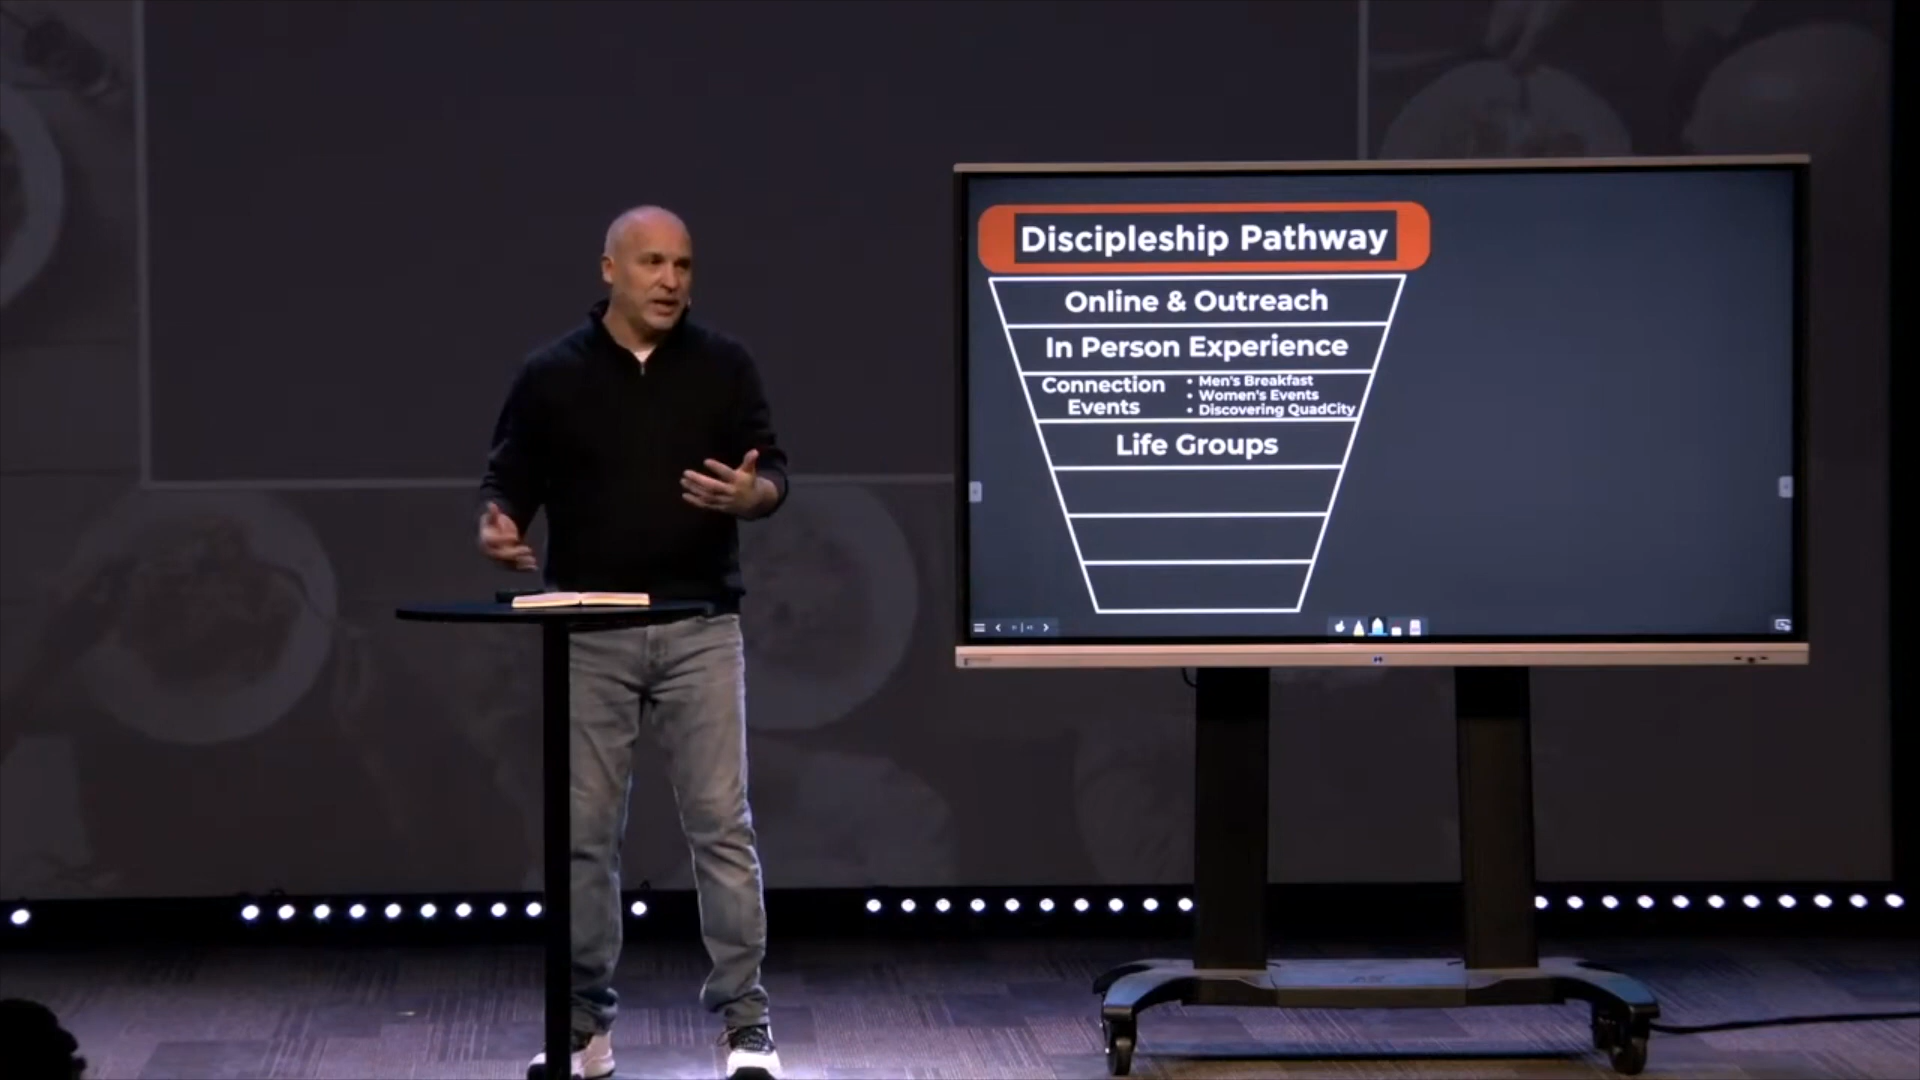 Discipleship Pathway
Online & Outreach
In Person Experience
Connection
Events
• Men's Breakfast
• Women's Events
• Discovering QuadCity
Life Groups